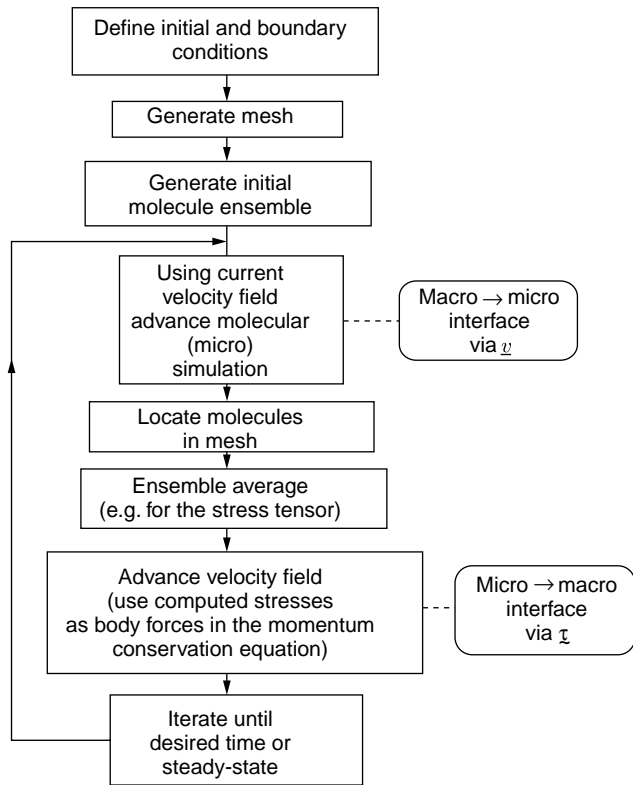 Define initial and boundary
conditions
Generate mesh
Generate initial
molecule ensemble
Using current
velocity field
advance molecular
(micro)
simulation
Macro → micro
interface
via v
Locate molecules
in mesh
Ensemble average
(e.g. for the stress tensor)
Advance velocity field
(use computed stresses
as body forces in the momentum
conservation equation)
Micro → macro
interface
via τ
Iterate until
desired time or
steady-state